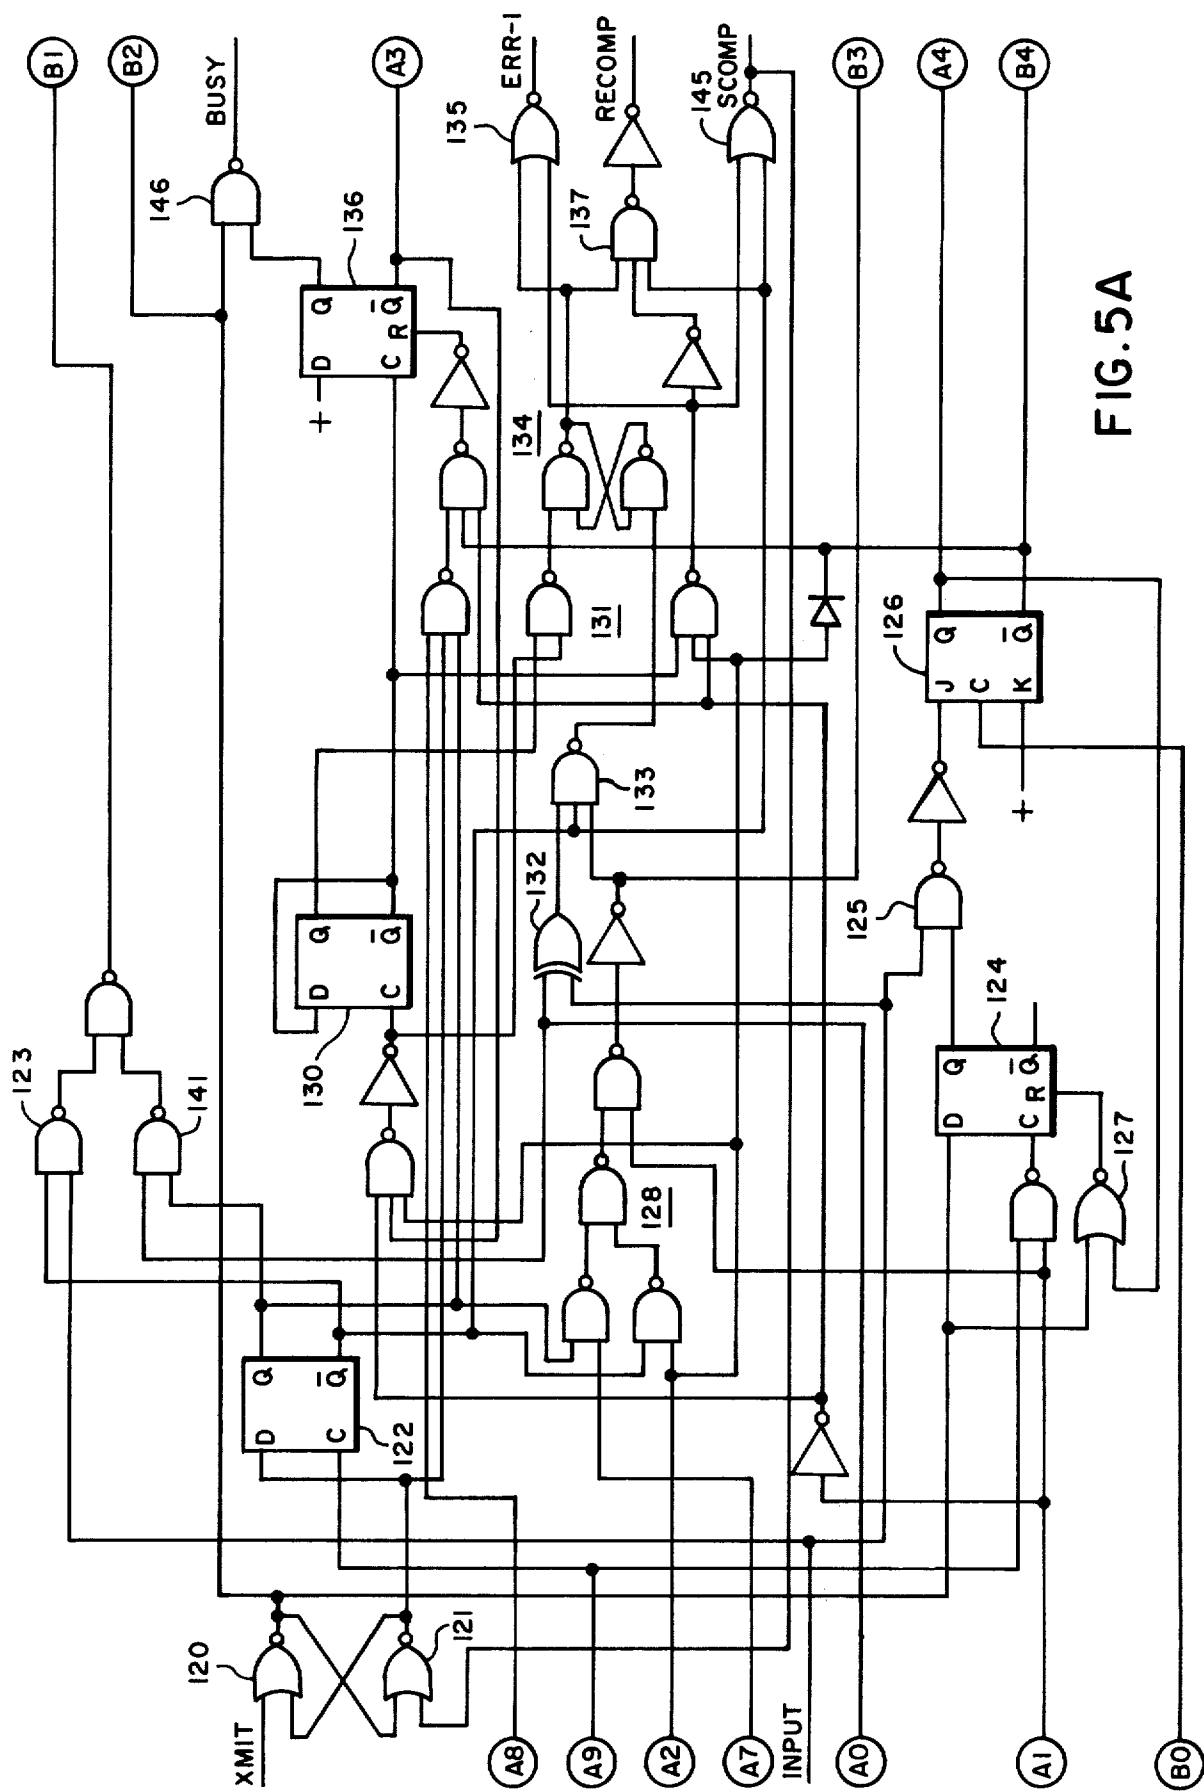 B1
B2
BUSY
A3
ERR-1
RECOMP
SCOMP
B3
A4
B4
146
136
135
137
145
D
Q
C
Q̅
R
+
134
131
133
132
126
J
Q
C
K
Q̅
+
125
123
141
130
D
Q
C
Q̅
128
124
D
Q
C
Q̅
R
127
122
D
Q
C
Q̅
120
121
XMIT
A8
A9
A2
A7
INPUT
A0
A1
B0
FIG. 5A